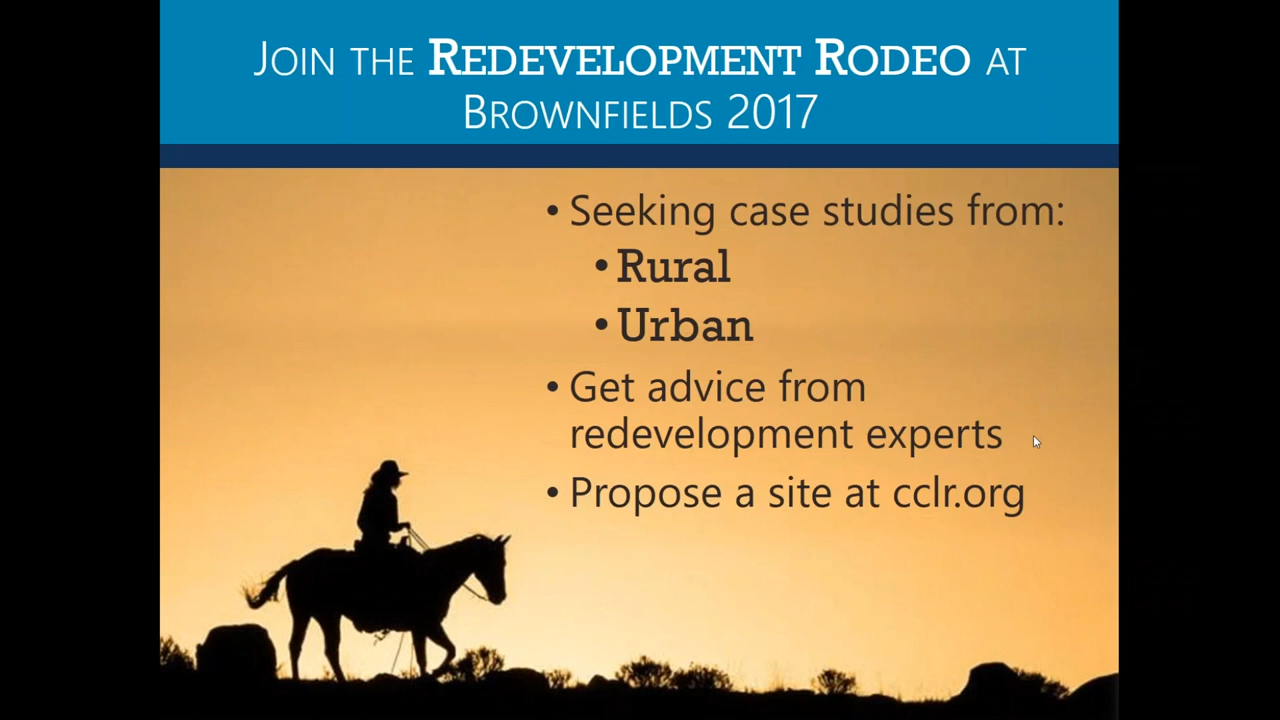 JOIN THE REDEVELOPMENT RODEO AT
BROWNFIELDS 2017
• Seeking case studies from:
• Rural
• Urban
• Get advice from
redevelopment experts
• Propose a site at cclr.org